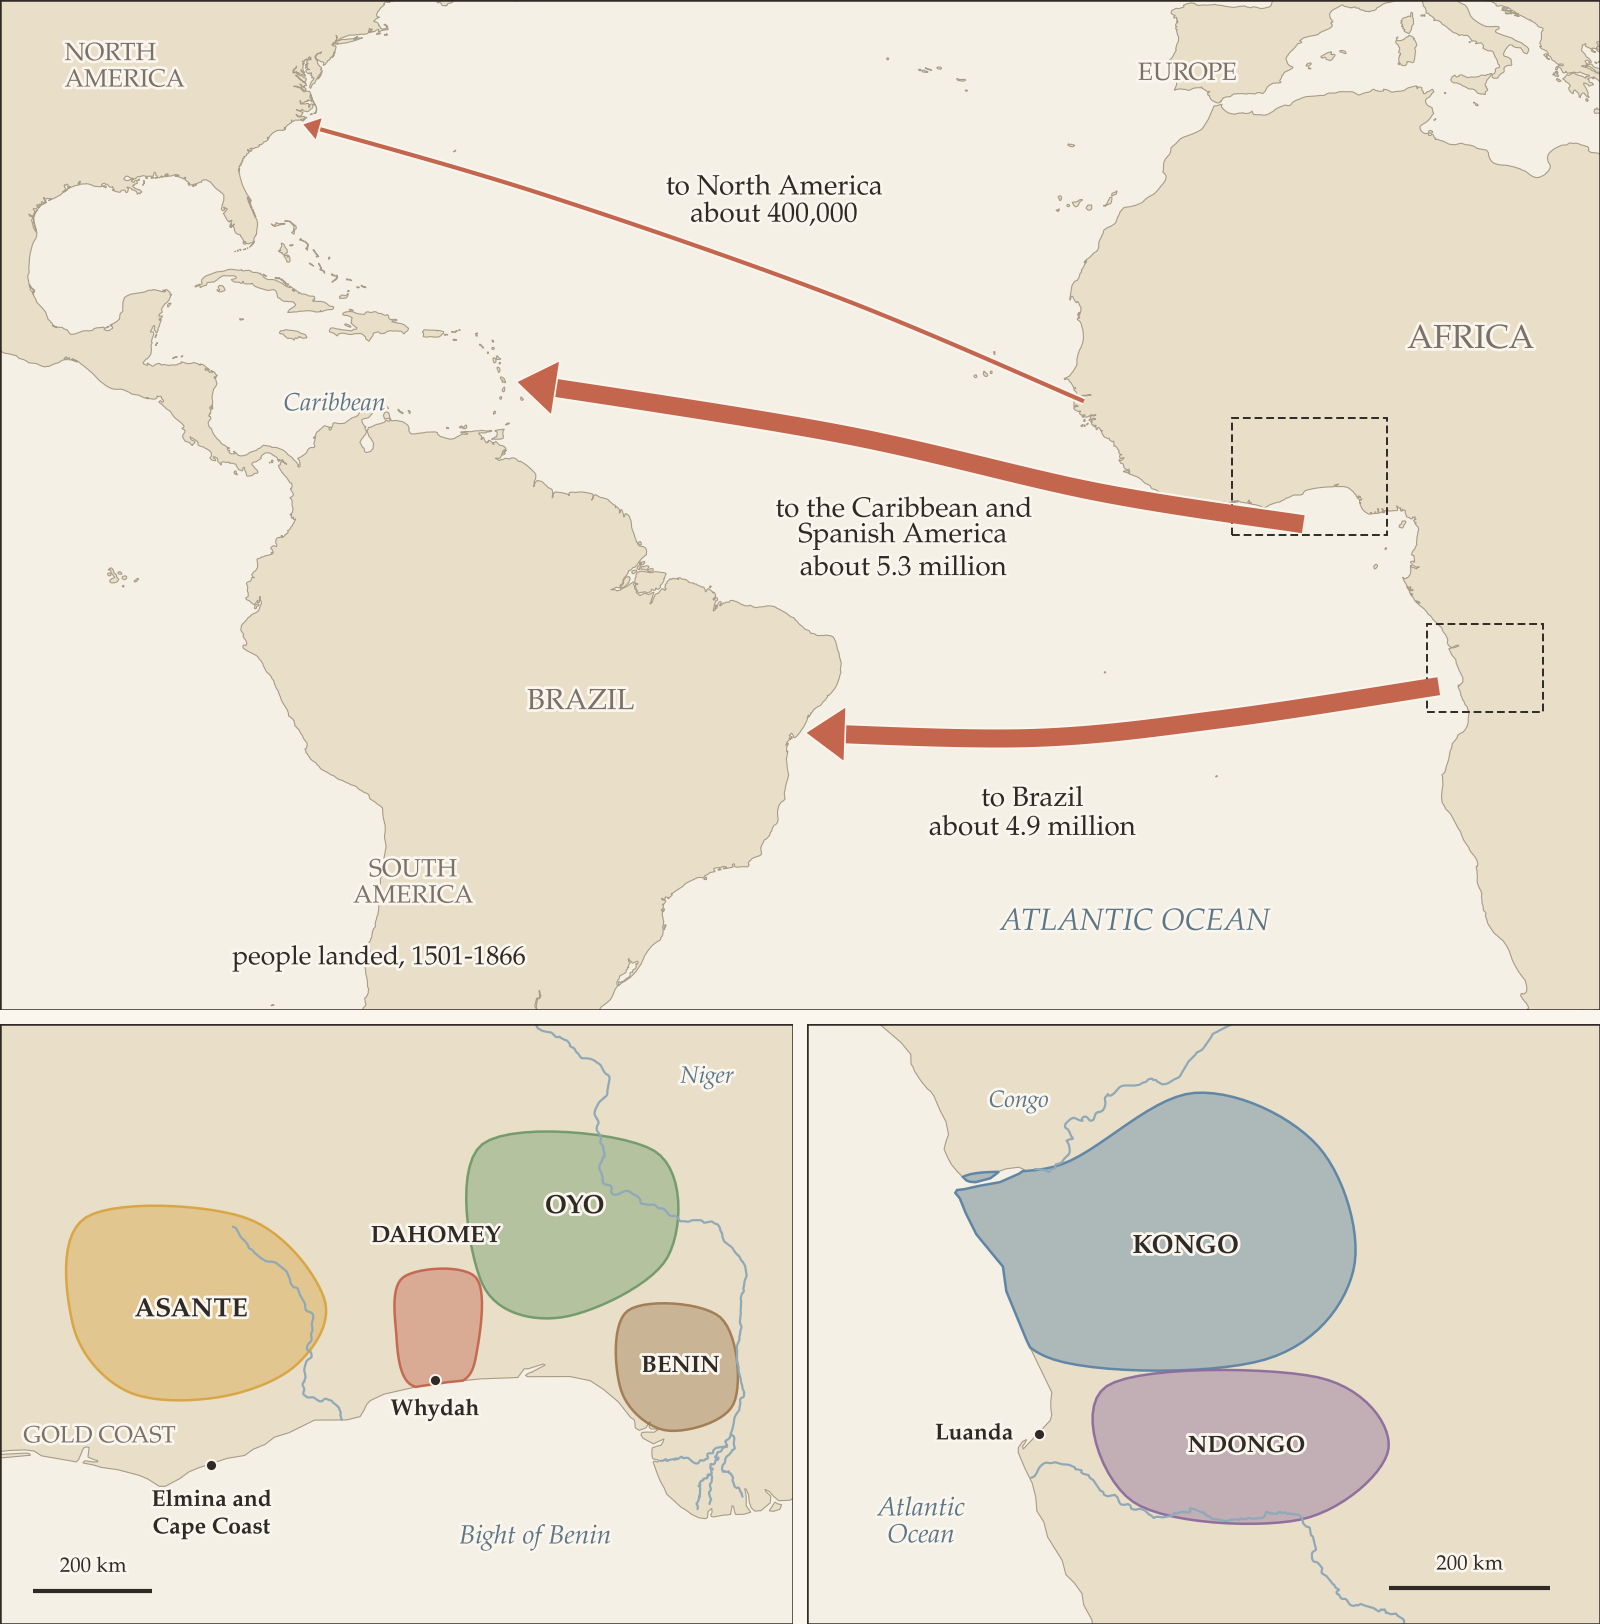 NORTH
AMERICA
EUROPE
to North America
about 400,000
AFRICA
Caribbean
to the Caribbean and
Spanish America
about 5.3 million
BRAZIL
to Brazil
about 4.9 million
SOUTH
AMERICA
ATLANTIC OCEAN
people landed, 1501-1866
Niger
OYO
DAHOMEY
ASANTE
BENIN
Whydah
GOLD COAST
Elmina and
Cape Coast
Bight of Benin
200 km
Congo
KONGO
Luanda
NDONGO
Atlantic
Ocean
200 km